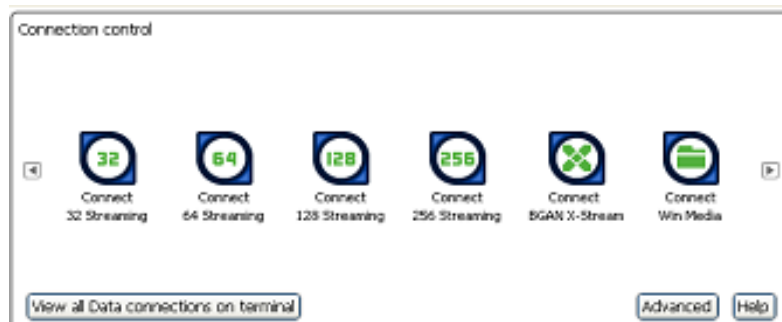 Connection control
32
64
128
256
Connect
32 Streaming
Connect
64 Streaming
Connect
128 Streaming
Connect
256 Streaming
Connect
BGAN X-Stream
Connect
Win Media
View all Data connections on terminal
Advanced
Help